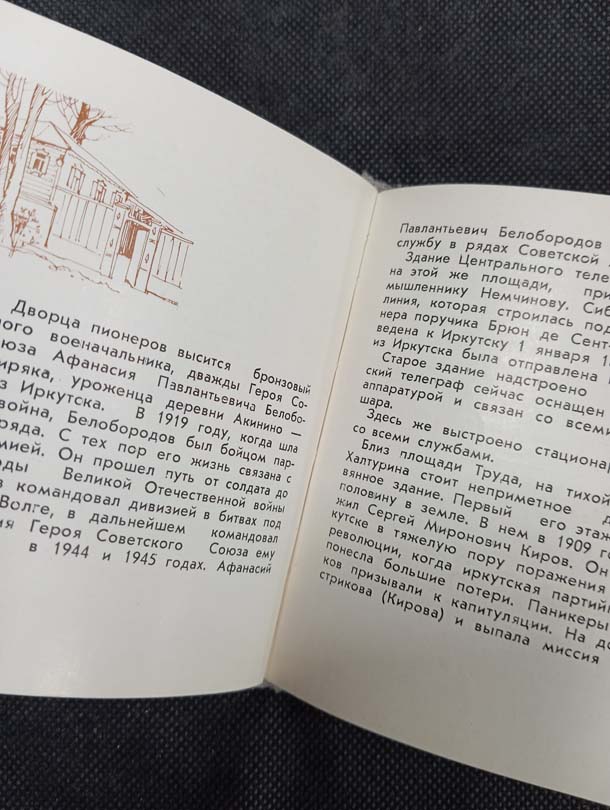 Дворца пионеров высится бронзовый
ного военачальника, дважды Героя Со-
юза Афанасия Павлантьевича Белобо-
иряка, уроженца деревни Акинино —
из Иркутска. В 1919 году, когда шла
война, Белобородов был бойцом пар-
ряда. С тех пор его жизнь связана с
мией. Он прошел путь от солдата до
оды Великой Отечественной войны
в командовал дивизией в битвах под
Волге, в дальнейшем командовал
ия Героя Советского Союза ему
в 1944 и 1945 годах. Афанасий
Павлантьевич Белобородов
службу в рядах Советской
Здание Центрального теле
на этой же площади, при
мышленнику Немчинову. Сиб
линия, которая строилась под
нера поручика Брюн де Сент-
ведена к Иркутску 1 января 1
из Иркутска была отправлена
Старое здание надстроено
ский телеграф сейчас оснащен
аппаратурой и связан со всеми
шара.
Здесь же выстроено стационар
со всеми службами.
Близ площади Труда, на тихой
Халтурина стоит неприметное д
вянное здание. Первый его этаж
половину в земле. В нем в 1909 го
жил Сергей Миронович Киров. Он
кутске в тяжелую пору поражения
революции, когда иркутская партий
понесла большие потери. Паникеры
ков призывали к капитуляции. На до
стрикова (Кирова) и выпала миссия